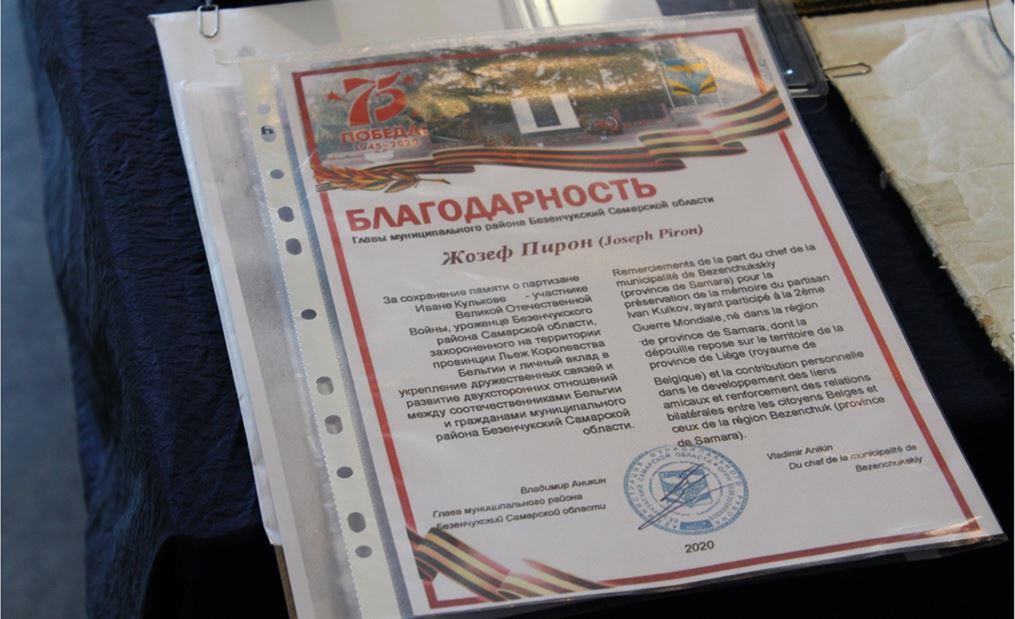 75
ПОБЕДА!
1945-2020
БЛАГОДАРНОСТЬ
Главы муниципального района Безенчукский Самарской области
Жозеф Пирон (Joseph Piron)
За сохранение памяти о партизане
Иване Кулькове - участнике
Великой Отечественной
Войны, уроженце Безенчукского
района Самарской области,
захороненного на территории
провинции Льеж Королевства
Бельгии и личный вклад в
укрепление дружественных связей и
развитие двухсторонних отношений
между соотечественниками Бельгии
и гражданами муниципального
района Безенчукский Самарской
области.
Remerciements de la part du chef de la
municipalité de Bezenchukskiy
(province de Samara) pour la
préservation de la mémoire du partisan
Ivan Kulkov, ayant participé à la 2ème
Guerre Mondiale, né dans la région
de province de Samara, dont la
dépouille repose sur le territoire de la
province de Liège (royaume de
Belgique) et la contribution personnelle
dans le developpement des liens
amicaux et renforcement des relations
bilatérales entre les citoyens Belges et
ceux de la région Bezenchuk (province
de Samara).
Владимир Аникин
Глава муниципального района
Безенчукский Самарской области
Vladimir Anikin
Du chaf de la municipalité de
Bezenchukskiy
2020